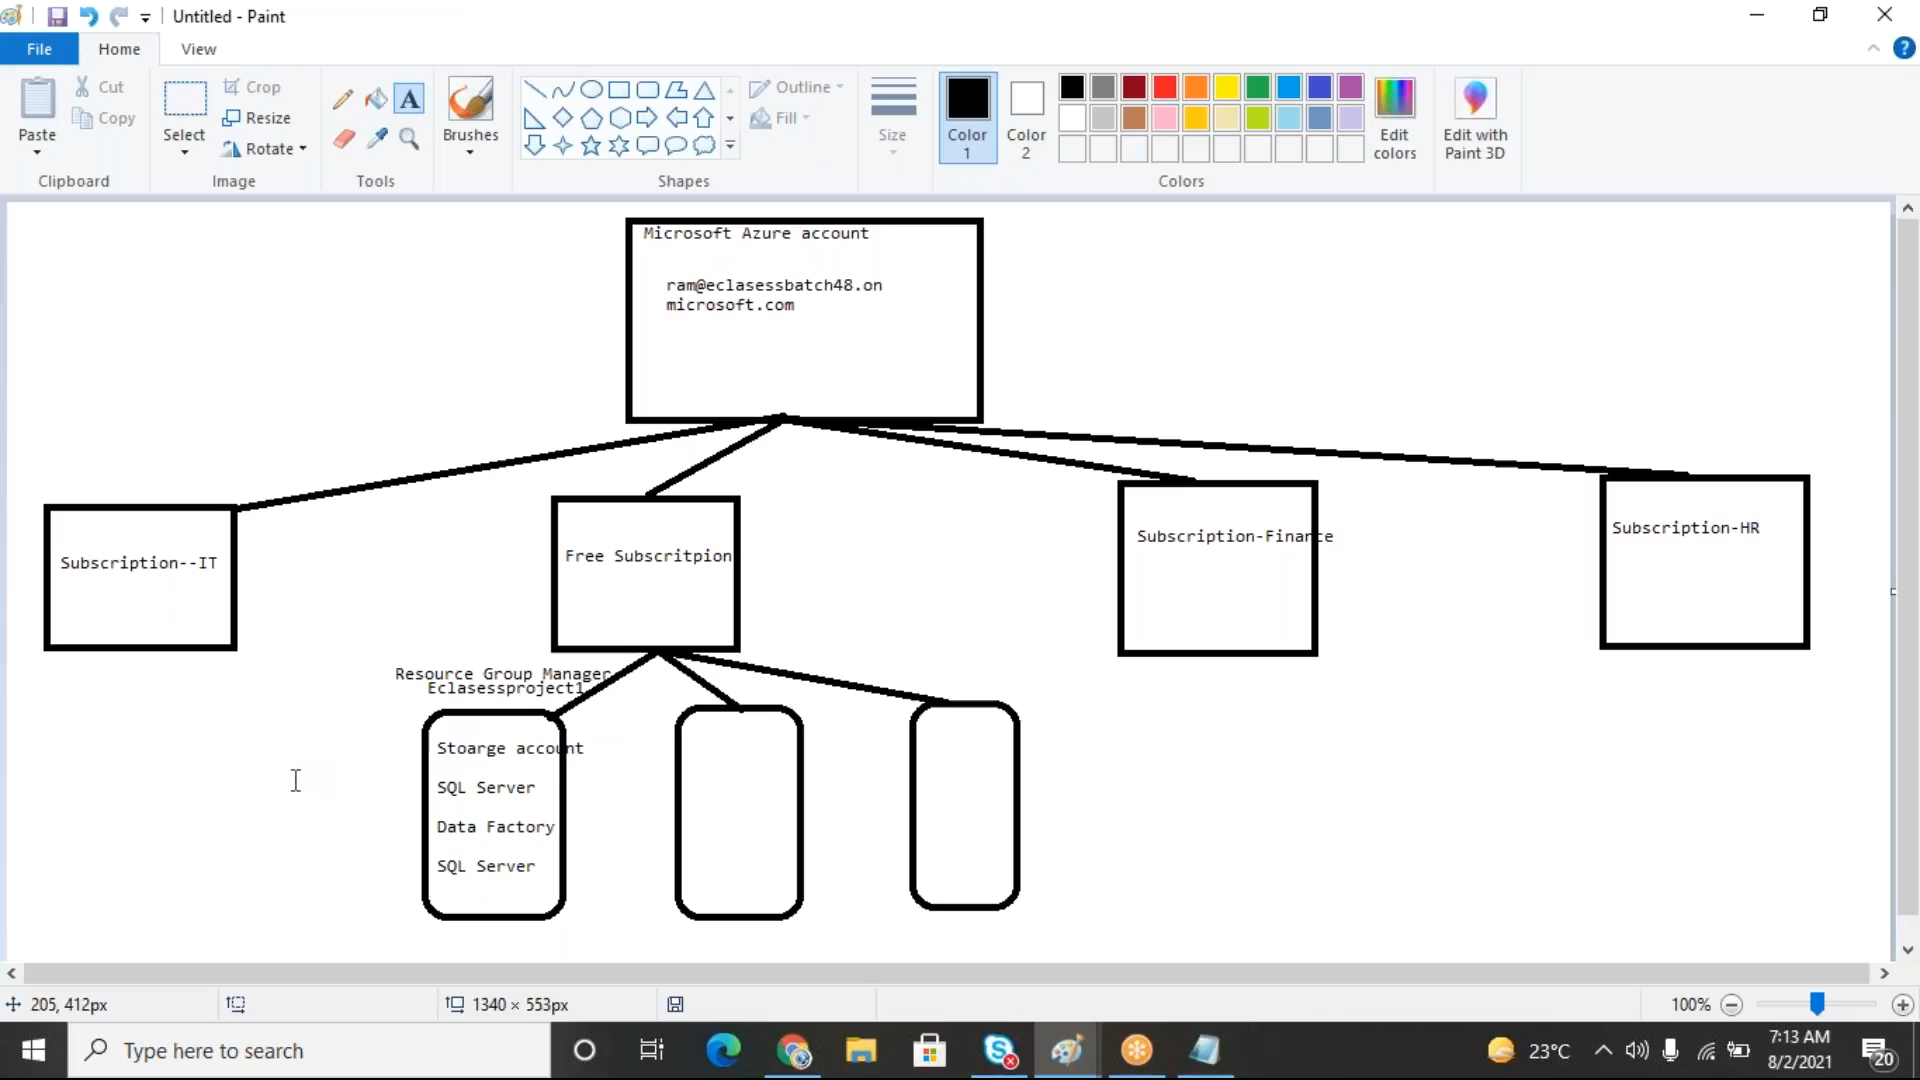 Untitled - Paint
File
Home
View
Paste
Cut
Copy
Clipboard
Select
Crop
Resize
Rotate
Image
A
Tools
Brushes
Shapes
Outline
Fill
Size
Color 1
Color 2
Edit colors
Colors
Edit with Paint 3D
Microsoft Azure account
ram@eclasessbatch48.on
microsoft.com
Subscription--IT
Free Subscritpion
Subscription-Finance
Subscription-HR
Resource Group Manager
Eclasessproject1
Stoarge account
SQL Server
Data Factory
SQL Server
205, 412px
1340 × 553px
100%
Type here to search
23°C
7:13 AM
8/2/2021
20